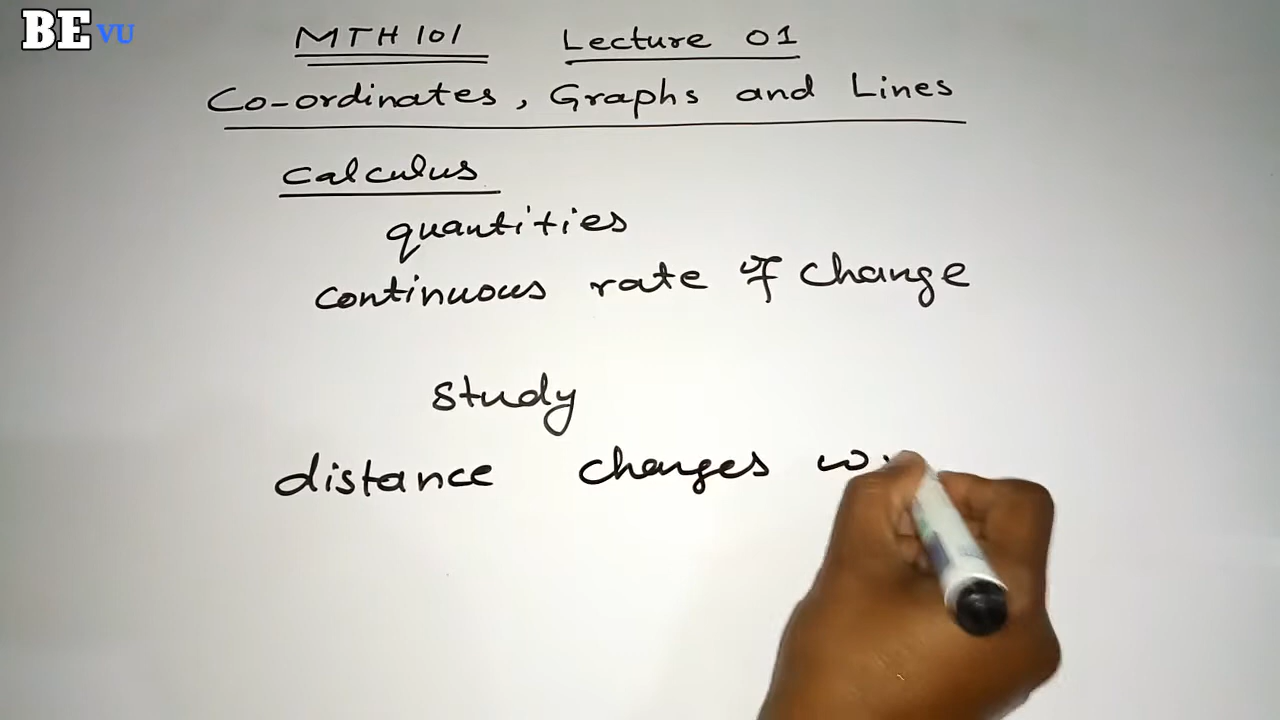 BE VU
MTH 101 Lecture 01
Co-ordinates, Graphs and Lines
Calculus
quantities
continuous rate of change
study
distance changes